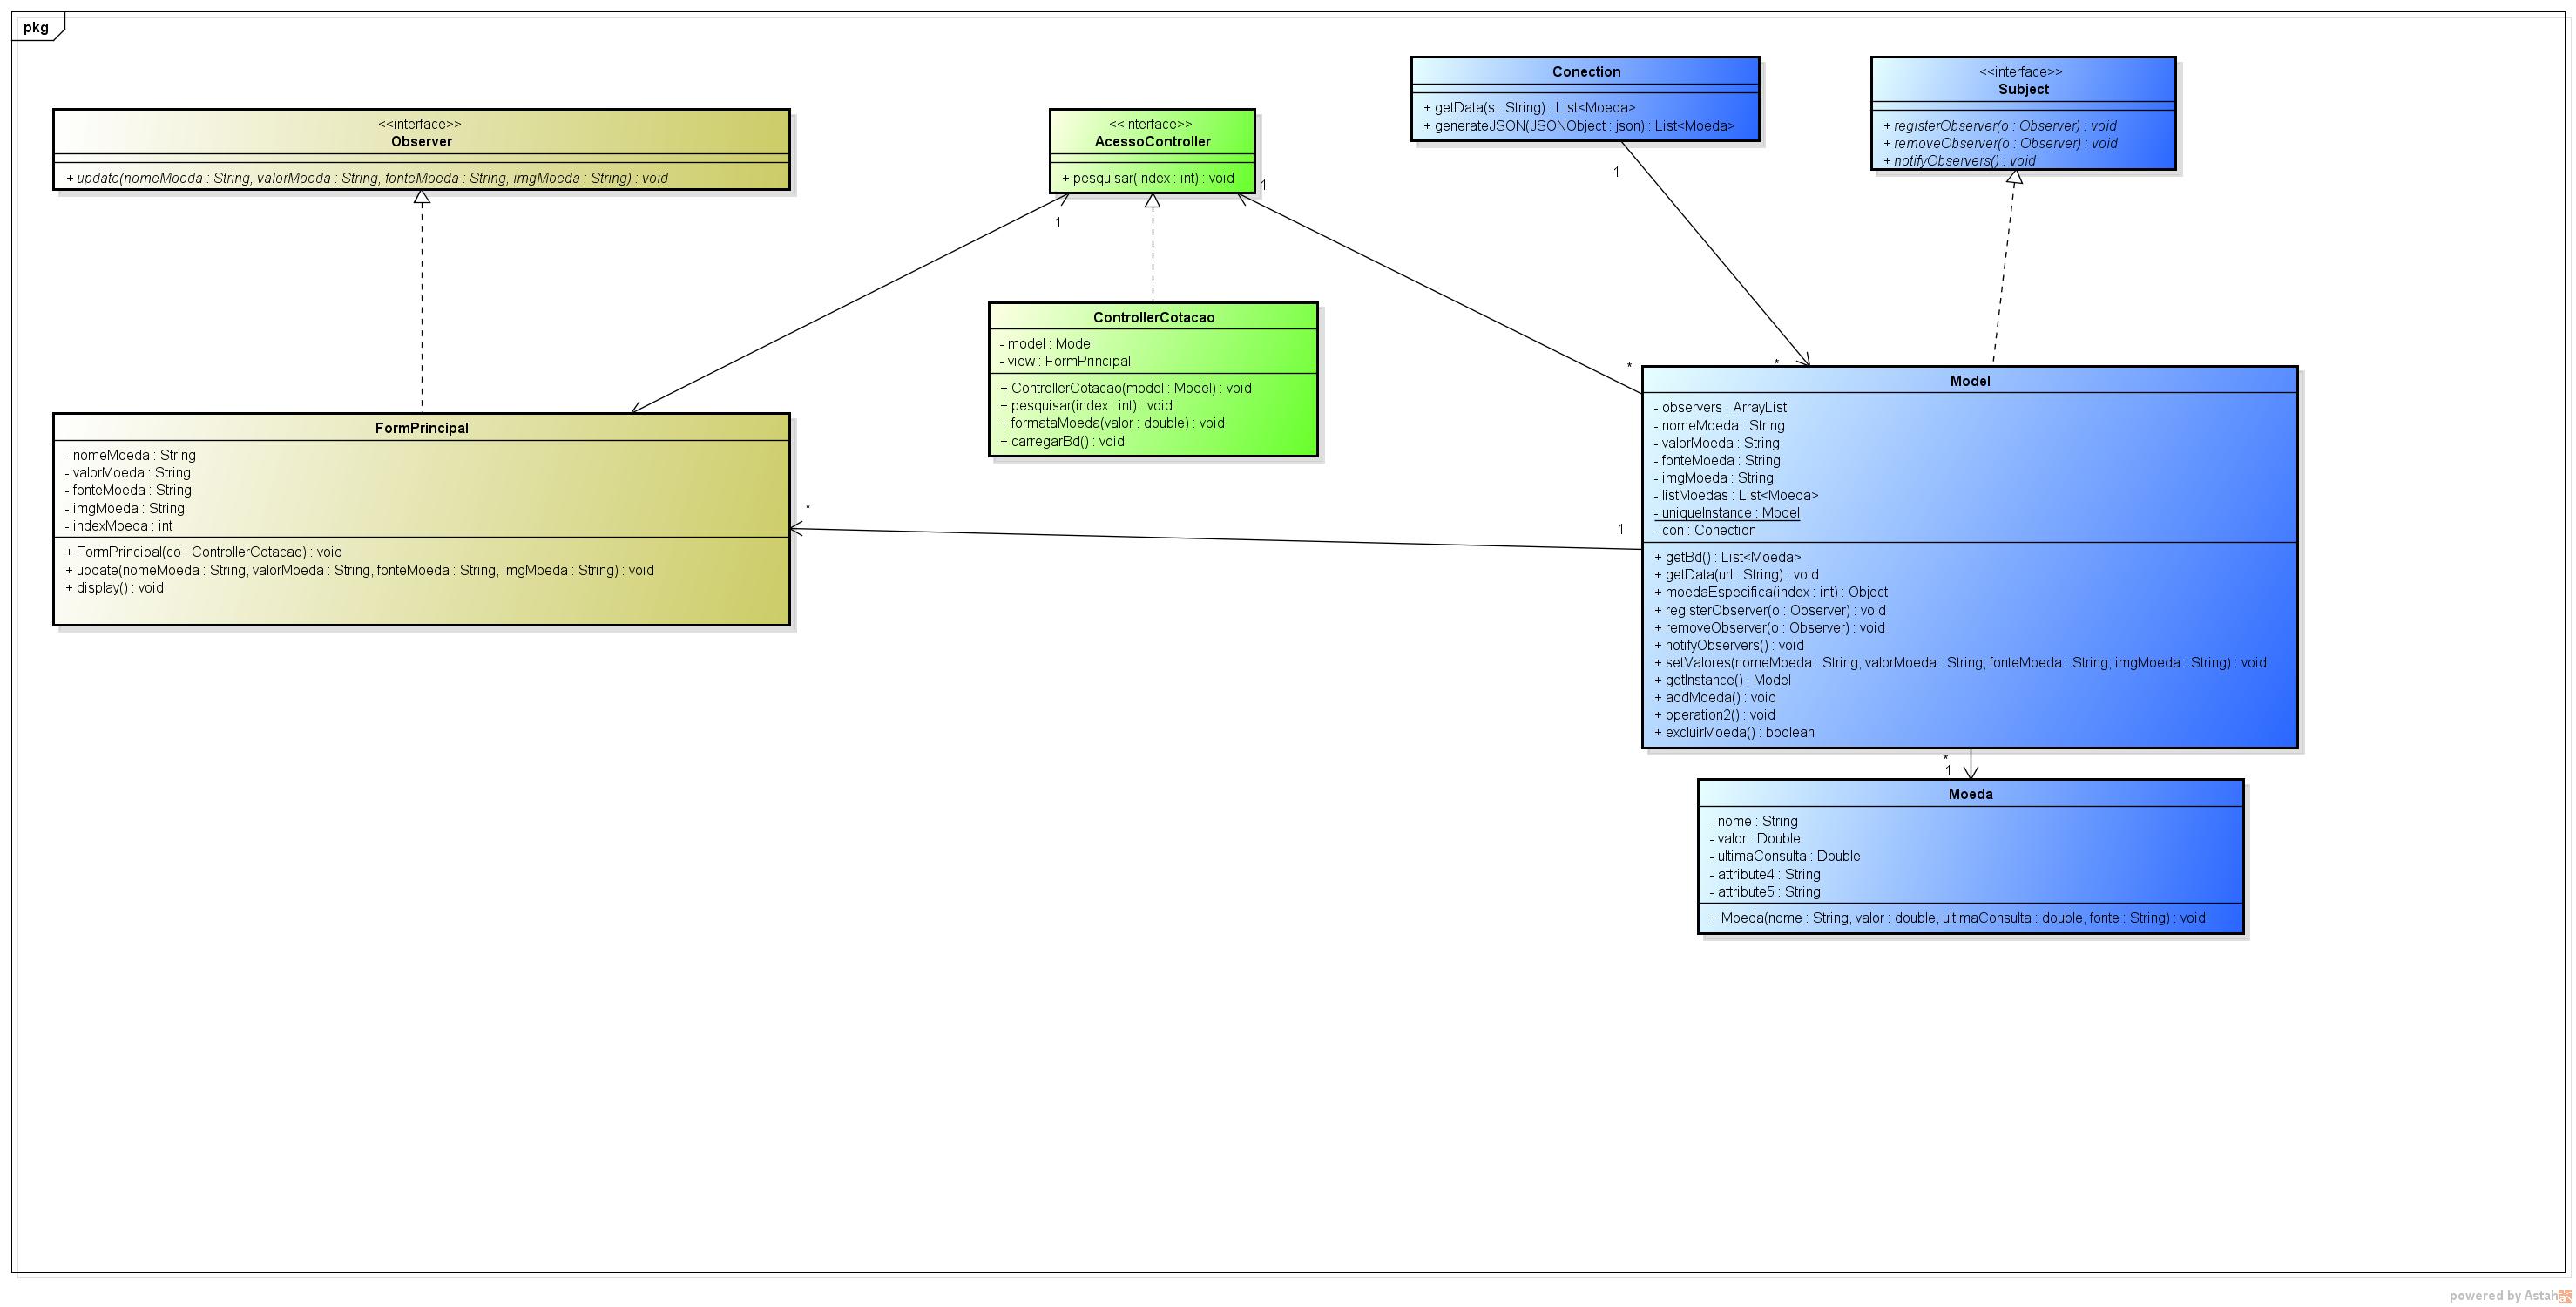 pkg
<<interface>>
Observer
+ update(nomeMoeda : String, valorMoeda : String, fonteMoeda : String, imgMoeda : String) : void
<<interface>>
AcessoController
+ pesquisar(index : int) : void
1
1
Conection
+ getData(s : String) : List<Moeda>
+ generateJSON(JSONObject : json) : List<Moeda>
1
*
<<interface>>
Subject
+ registerObserver(o : Observer) : void
+ removeObserver(o : Observer) : void
+ notifyObservers() : void
ControllerCotacao
- model : Model
- view : FormPrincipal
+ ControllerCotacao(model : Model) : void
+ pesquisar(index : int) : void
+ formataMoeda(valor : double) : void
+ carregarBd() : void
FormPrincipal
- nomeMoeda : String
- valorMoeda : String
- fonteMoeda : String
- imgMoeda : String
- indexMoeda : int
+ FormPrincipal(co : ControllerCotacao) : void
+ update(nomeMoeda : String, valorMoeda : String, fonteMoeda : String, imgMoeda : String) : void
+ display() : void
*
1
*
Model
- observers : ArrayList
- nomeMoeda : String
- valorMoeda : String
- fonteMoeda : String
- imgMoeda : String
- listMoedas : List<Moeda>
- uniqueInstance : Model
- con : Conection
+ getBd() : List<Moeda>
+ getData(url : String) : void
+ moedaEspecifica(index : int) : Object
+ registerObserver(o : Observer) : void
+ removeObserver(o : Observer) : void
+ notifyObservers() : void
+ setValores(nomeMoeda : String, valorMoeda : String, fonteMoeda : String, imgMoeda : String) : void
+ getInstance() : Model
+ addMoeda() : void
+ operation2() : void
+ excluirMoeda() : boolean
*
1
Moeda
- nome : String
- valor : Double
- ultimaConsulta : Double
- attribute4 : String
- attribute5 : String
+ Moeda(nome : String, valor : double, ultimaConsulta : double, fonte : String) : void
powered by Astah